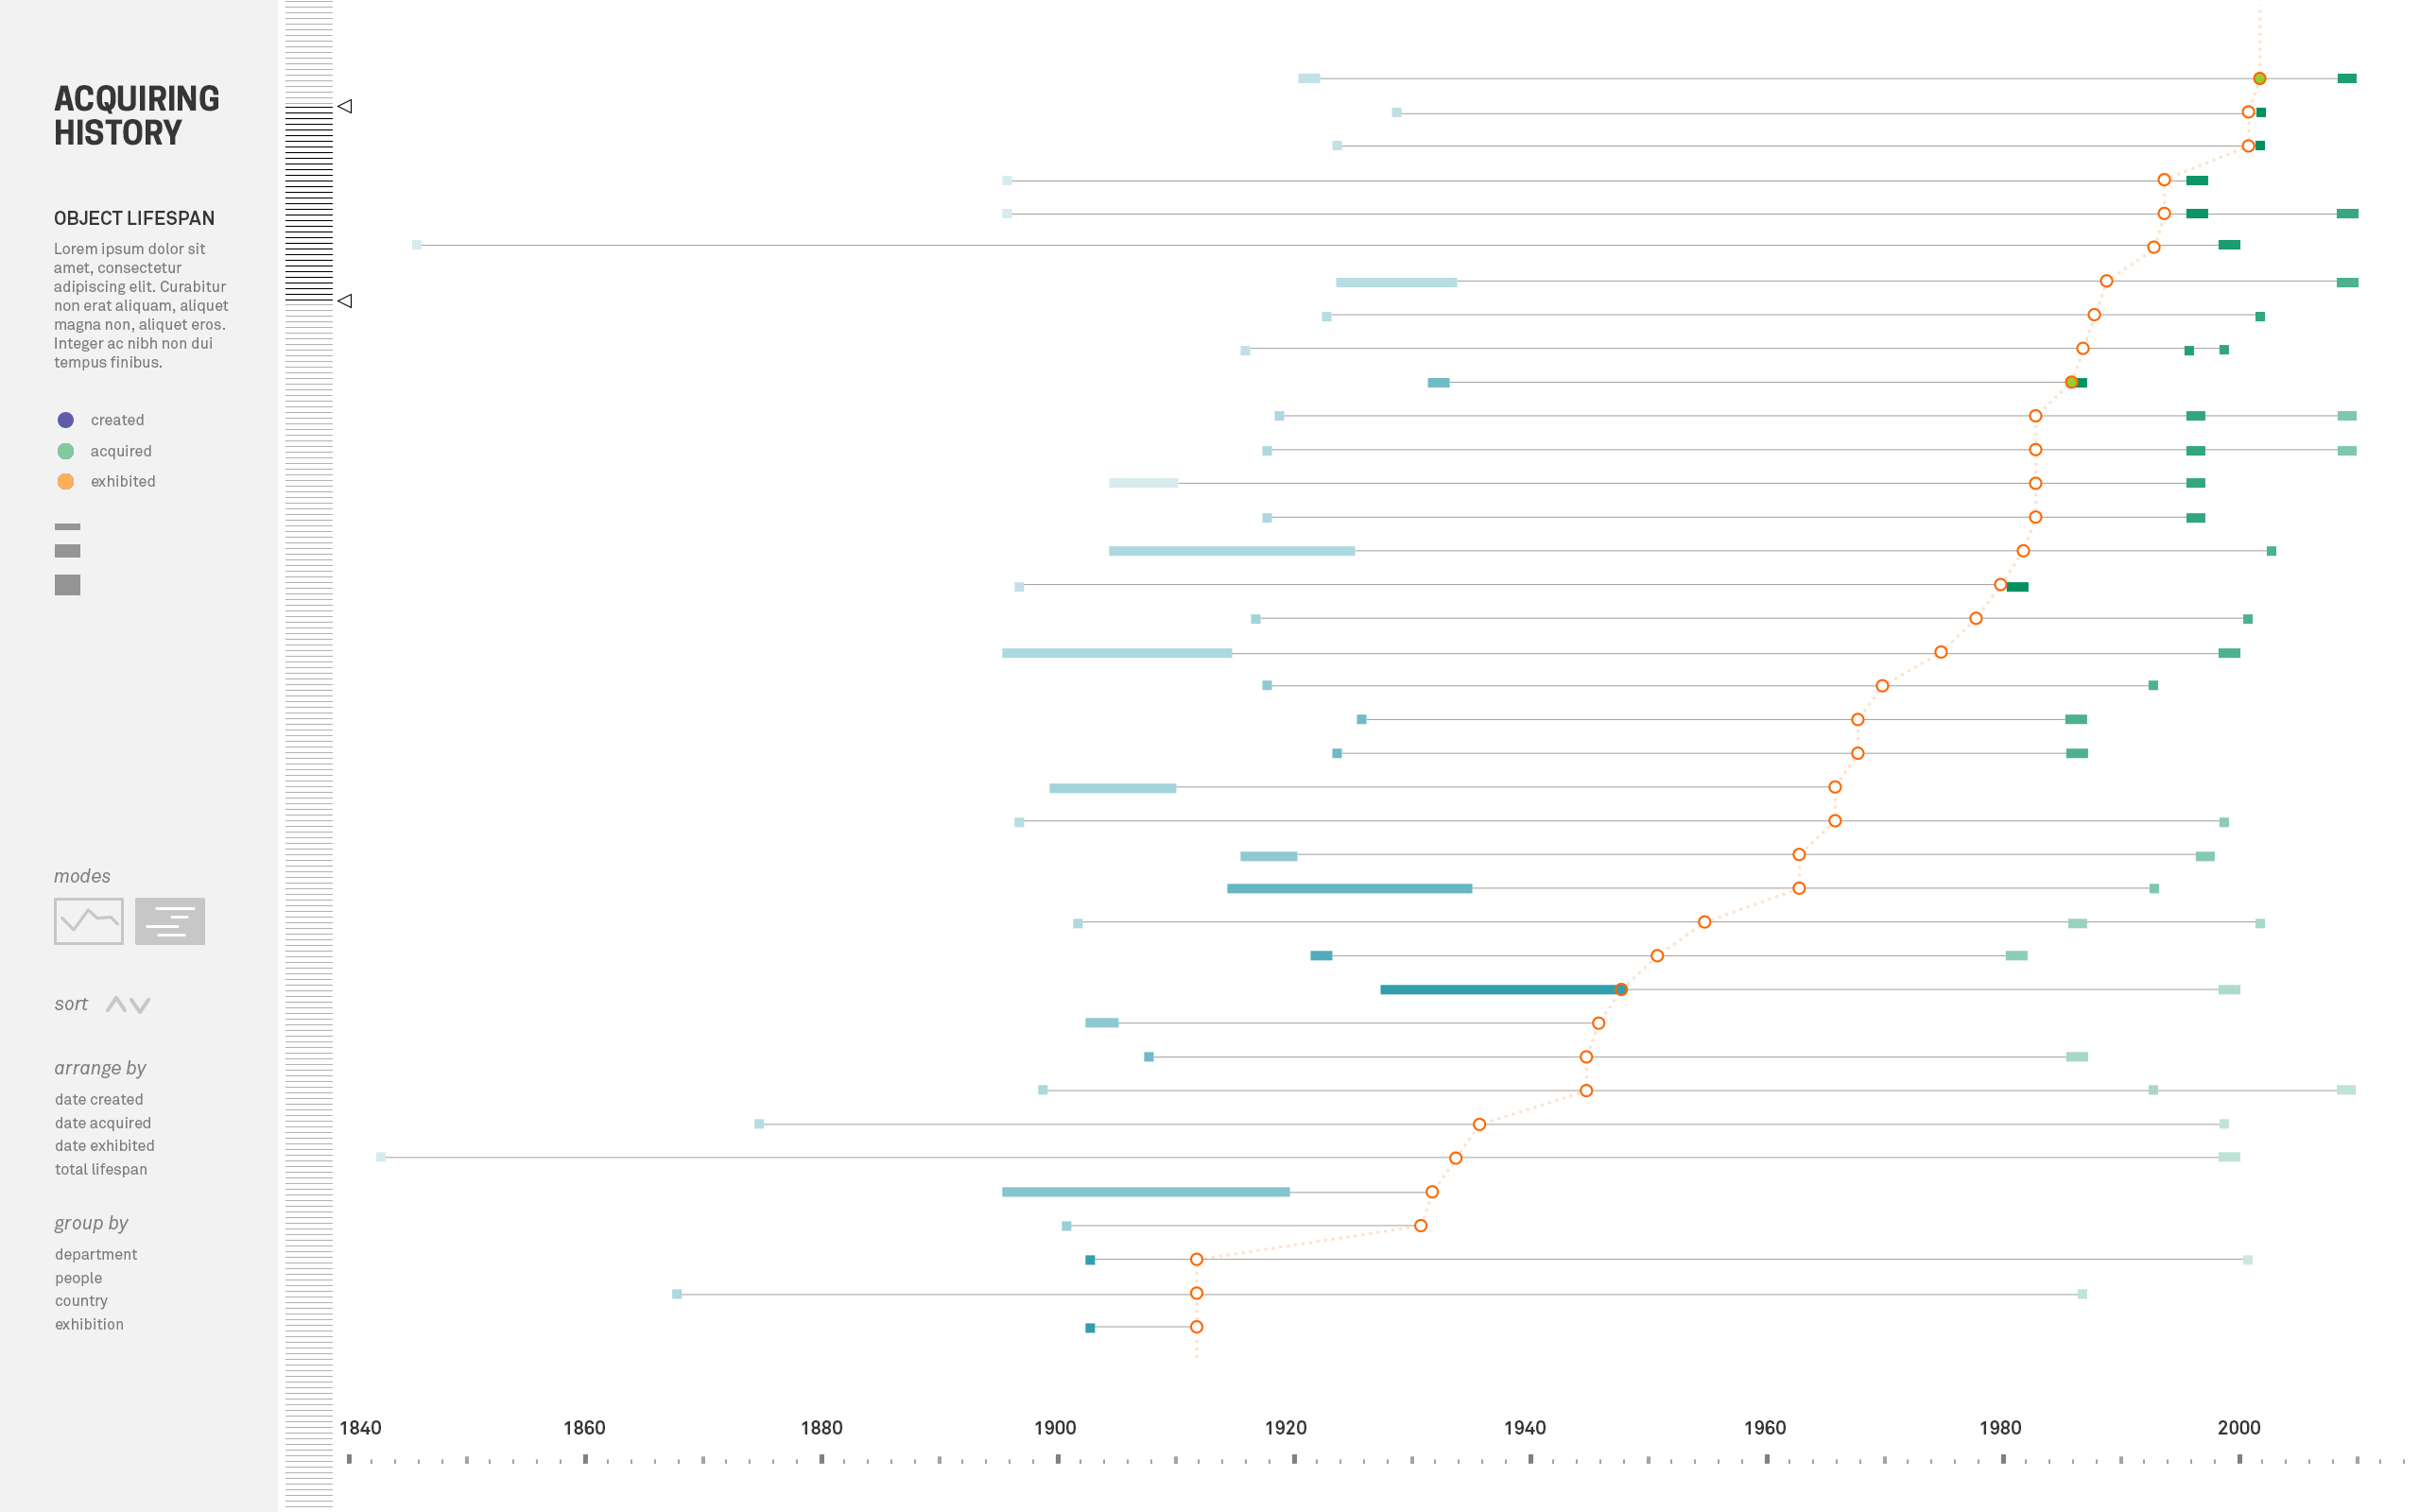 ACQUIRING
HISTORY
OBJECT LIFESPAN
Lorem ipsum dolor sit
amet, consectetur
adipiscing elit. Curabitur
non erat aliquam, aliquet
magna non, aliquet eros.
Integer ac nibh non dui
tempus finibus.
created
acquired
exhibited
modes
sort
arrange by
date created
date acquired
date exhibited
total lifespan
group by
department
people
country
exhibition
1840 1860 1880 1900 1920 1940 1960 1980 2000